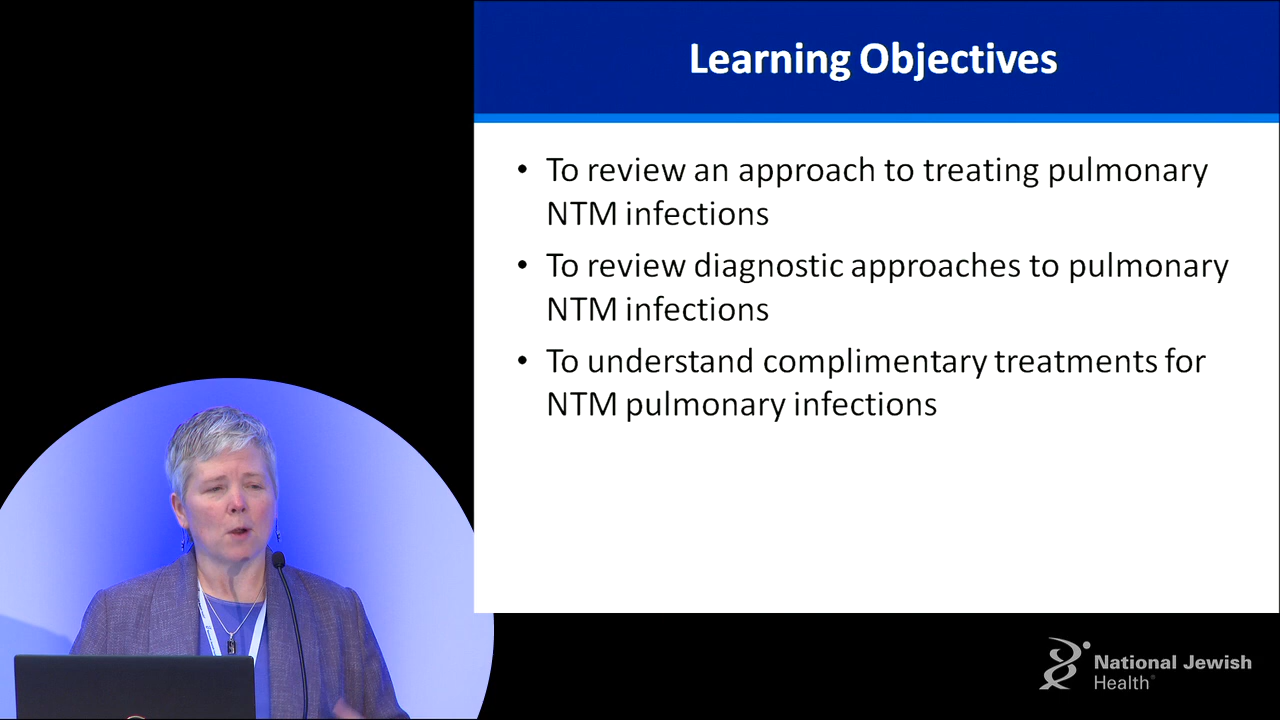 Learning Objectives
• To review an approach to treating pulmonary
NTM infections
• To review diagnostic approaches to pulmonary
NTM infections
• To understand complimentary treatments for
NTM pulmonary infections
National Jewish
Health®